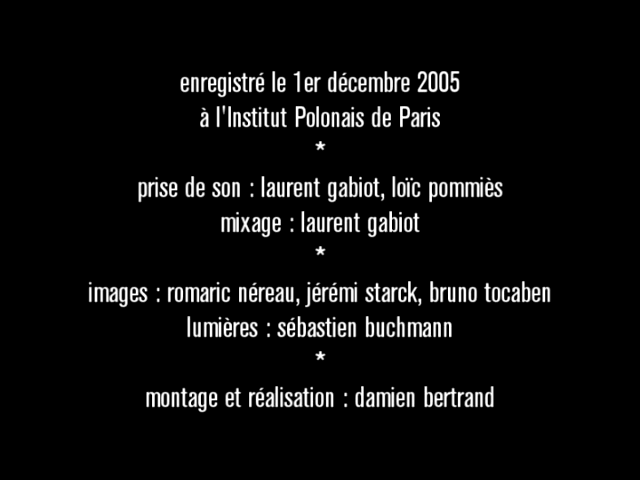 enregistré le 1er décembre 2005
à l'Institut Polonais de Paris
*
prise de son : laurent gabiot, loïc pommiès
mixage : laurent gabiot
*
images : romaric néreau, jérémi starck, bruno tocaben
lumières : sébastien buchmann
*
montage et réalisation : damien bertrand